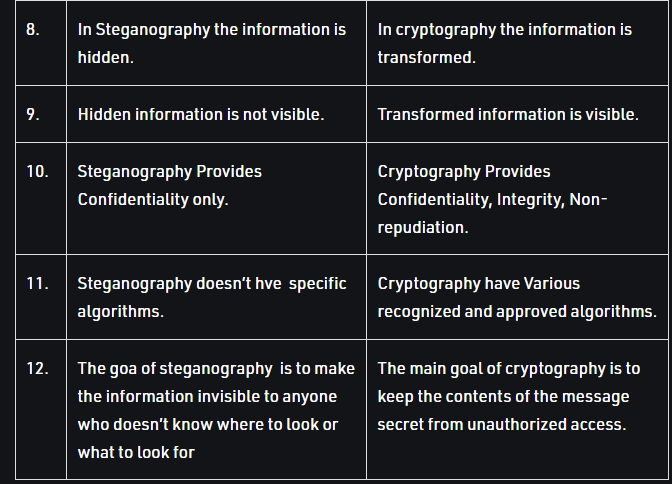 8.
In Steganography the information is
hidden.
In cryptography the information is
transformed.
9.
Hidden information is not visible.
Transformed information is visible.
10.
Steganography Provides
Confidentiality only.
Cryptography Provides
Confidentiality, Integrity, Non-
repudiation.
11.
Steganography doesn’t hve  specific
algorithms.
Cryptography have Various
recognized and approved algorithms.
12.
The goa of steganography  is to make
the information invisible to anyone
who doesn’t know where to look or
what to look for
The main goal of cryptography is to
keep the contents of the message
secret from unauthorized access.